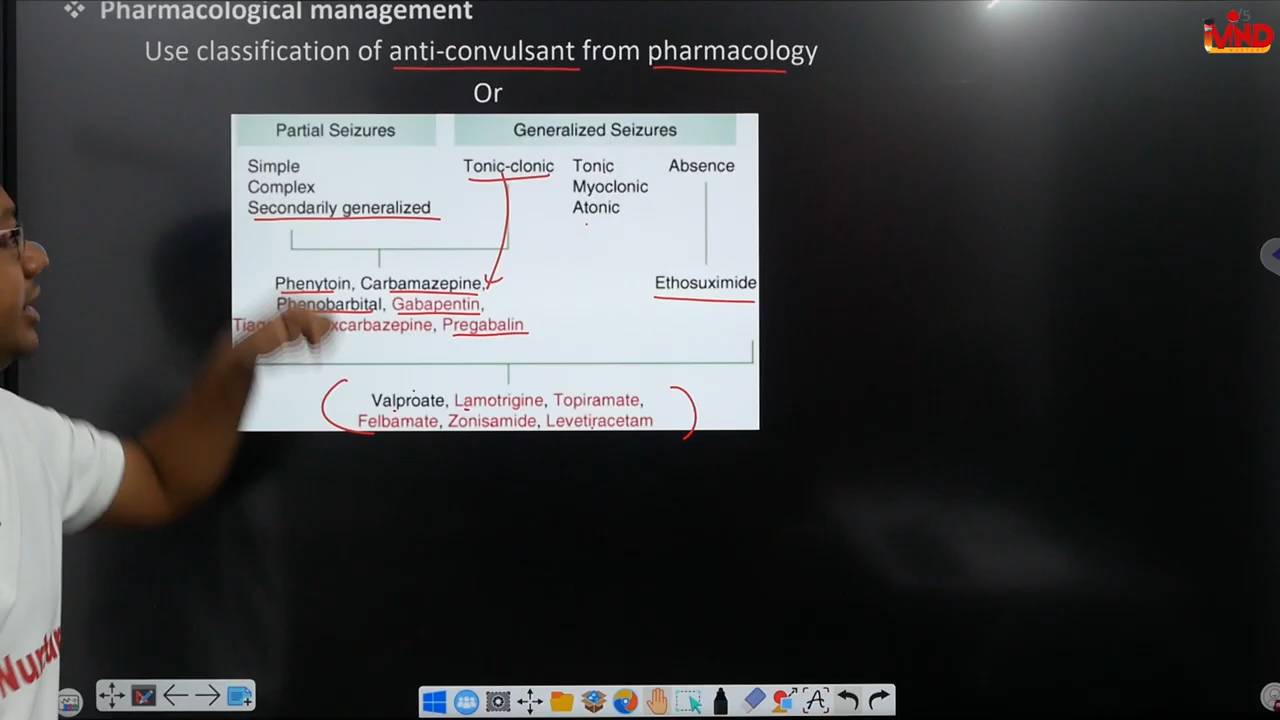 ❖ Pharmacological management
/5
Use classification of anti-convulsant from pharmacology
Or
Partial Seizures Generalized Seizures
Simple Tonic-clonic Tonic Absence
Complex Myoclonic
Secondarily generalized Atonic
Phenytoin, Carbamazepine, Ethosuximide
Phenobarbital, Gabapentin,
Pregabalin
Valproate, Lamotrigine, Topiramate,
Felbamate, Zonisamide, Levetiracetam